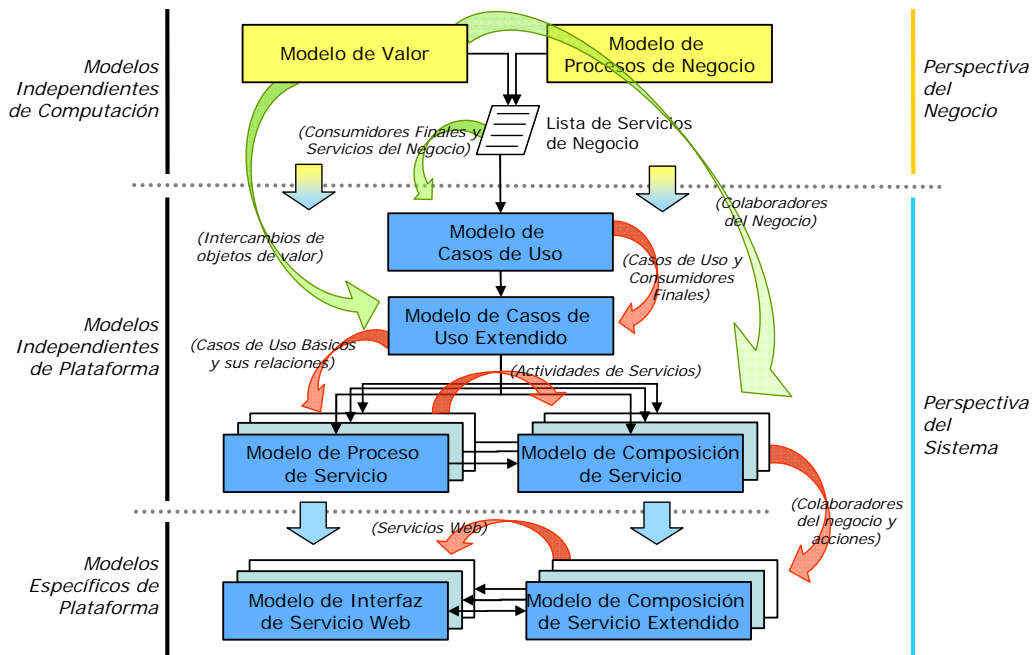 Modelo de Valor
Modelo de
Procesos de Negocio
Modelos
Independientes
de Computación
Perspectiva
del
Negocio
(Consumidores Finales y
Servicios del Negocio)
Lista de Servicios
de Negocio
(Colaboradores
del Negocio)
Modelo de
Casos de Uso
(Intercambios de
objetos de valor)
(Casos de Uso y
Consumidores
Finales)
Modelo de Casos de
Uso Extendido
Modelos
Independientes
de Plataforma
(Casos de Uso Básicos
y sus relaciones)
(Actividades de Servicios)
Perspectiva
del
Sistema
Modelo de Proceso
de Servicio
Modelo de Composición
de Servicio
(Colaboradores
del negocio y
acciones)
(Servicios Web)
Modelos
Específicos de
Plataforma
Modelo de Interfaz
de Servicio Web
Modelo de Composición
de Servicio Extendido